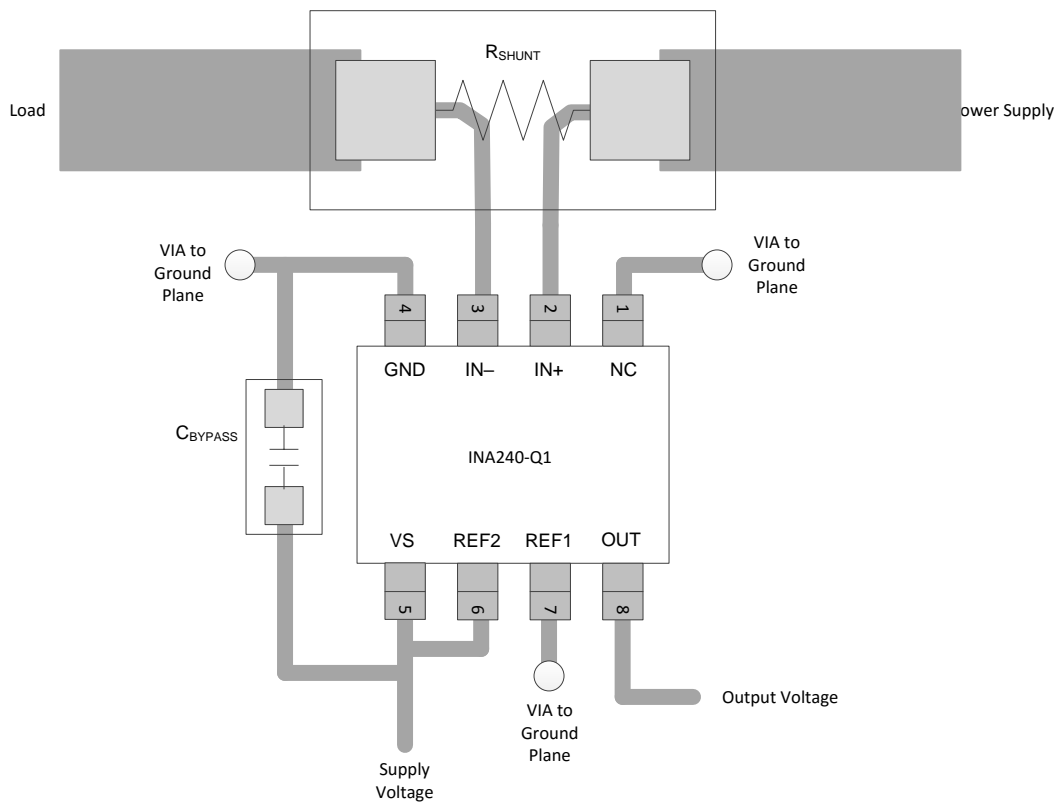 RSHUNT
Load
ower Supply
VIA to
Ground
Plane
VIA to
Ground
Plane
4
3
2
1
GND
IN–
IN+
NC
CBYPASS
INA240-Q1
VS
REF2
REF1
OUT
5
6
7
8
Output Voltage
VIA to
Ground
Plane
Supply
Voltage